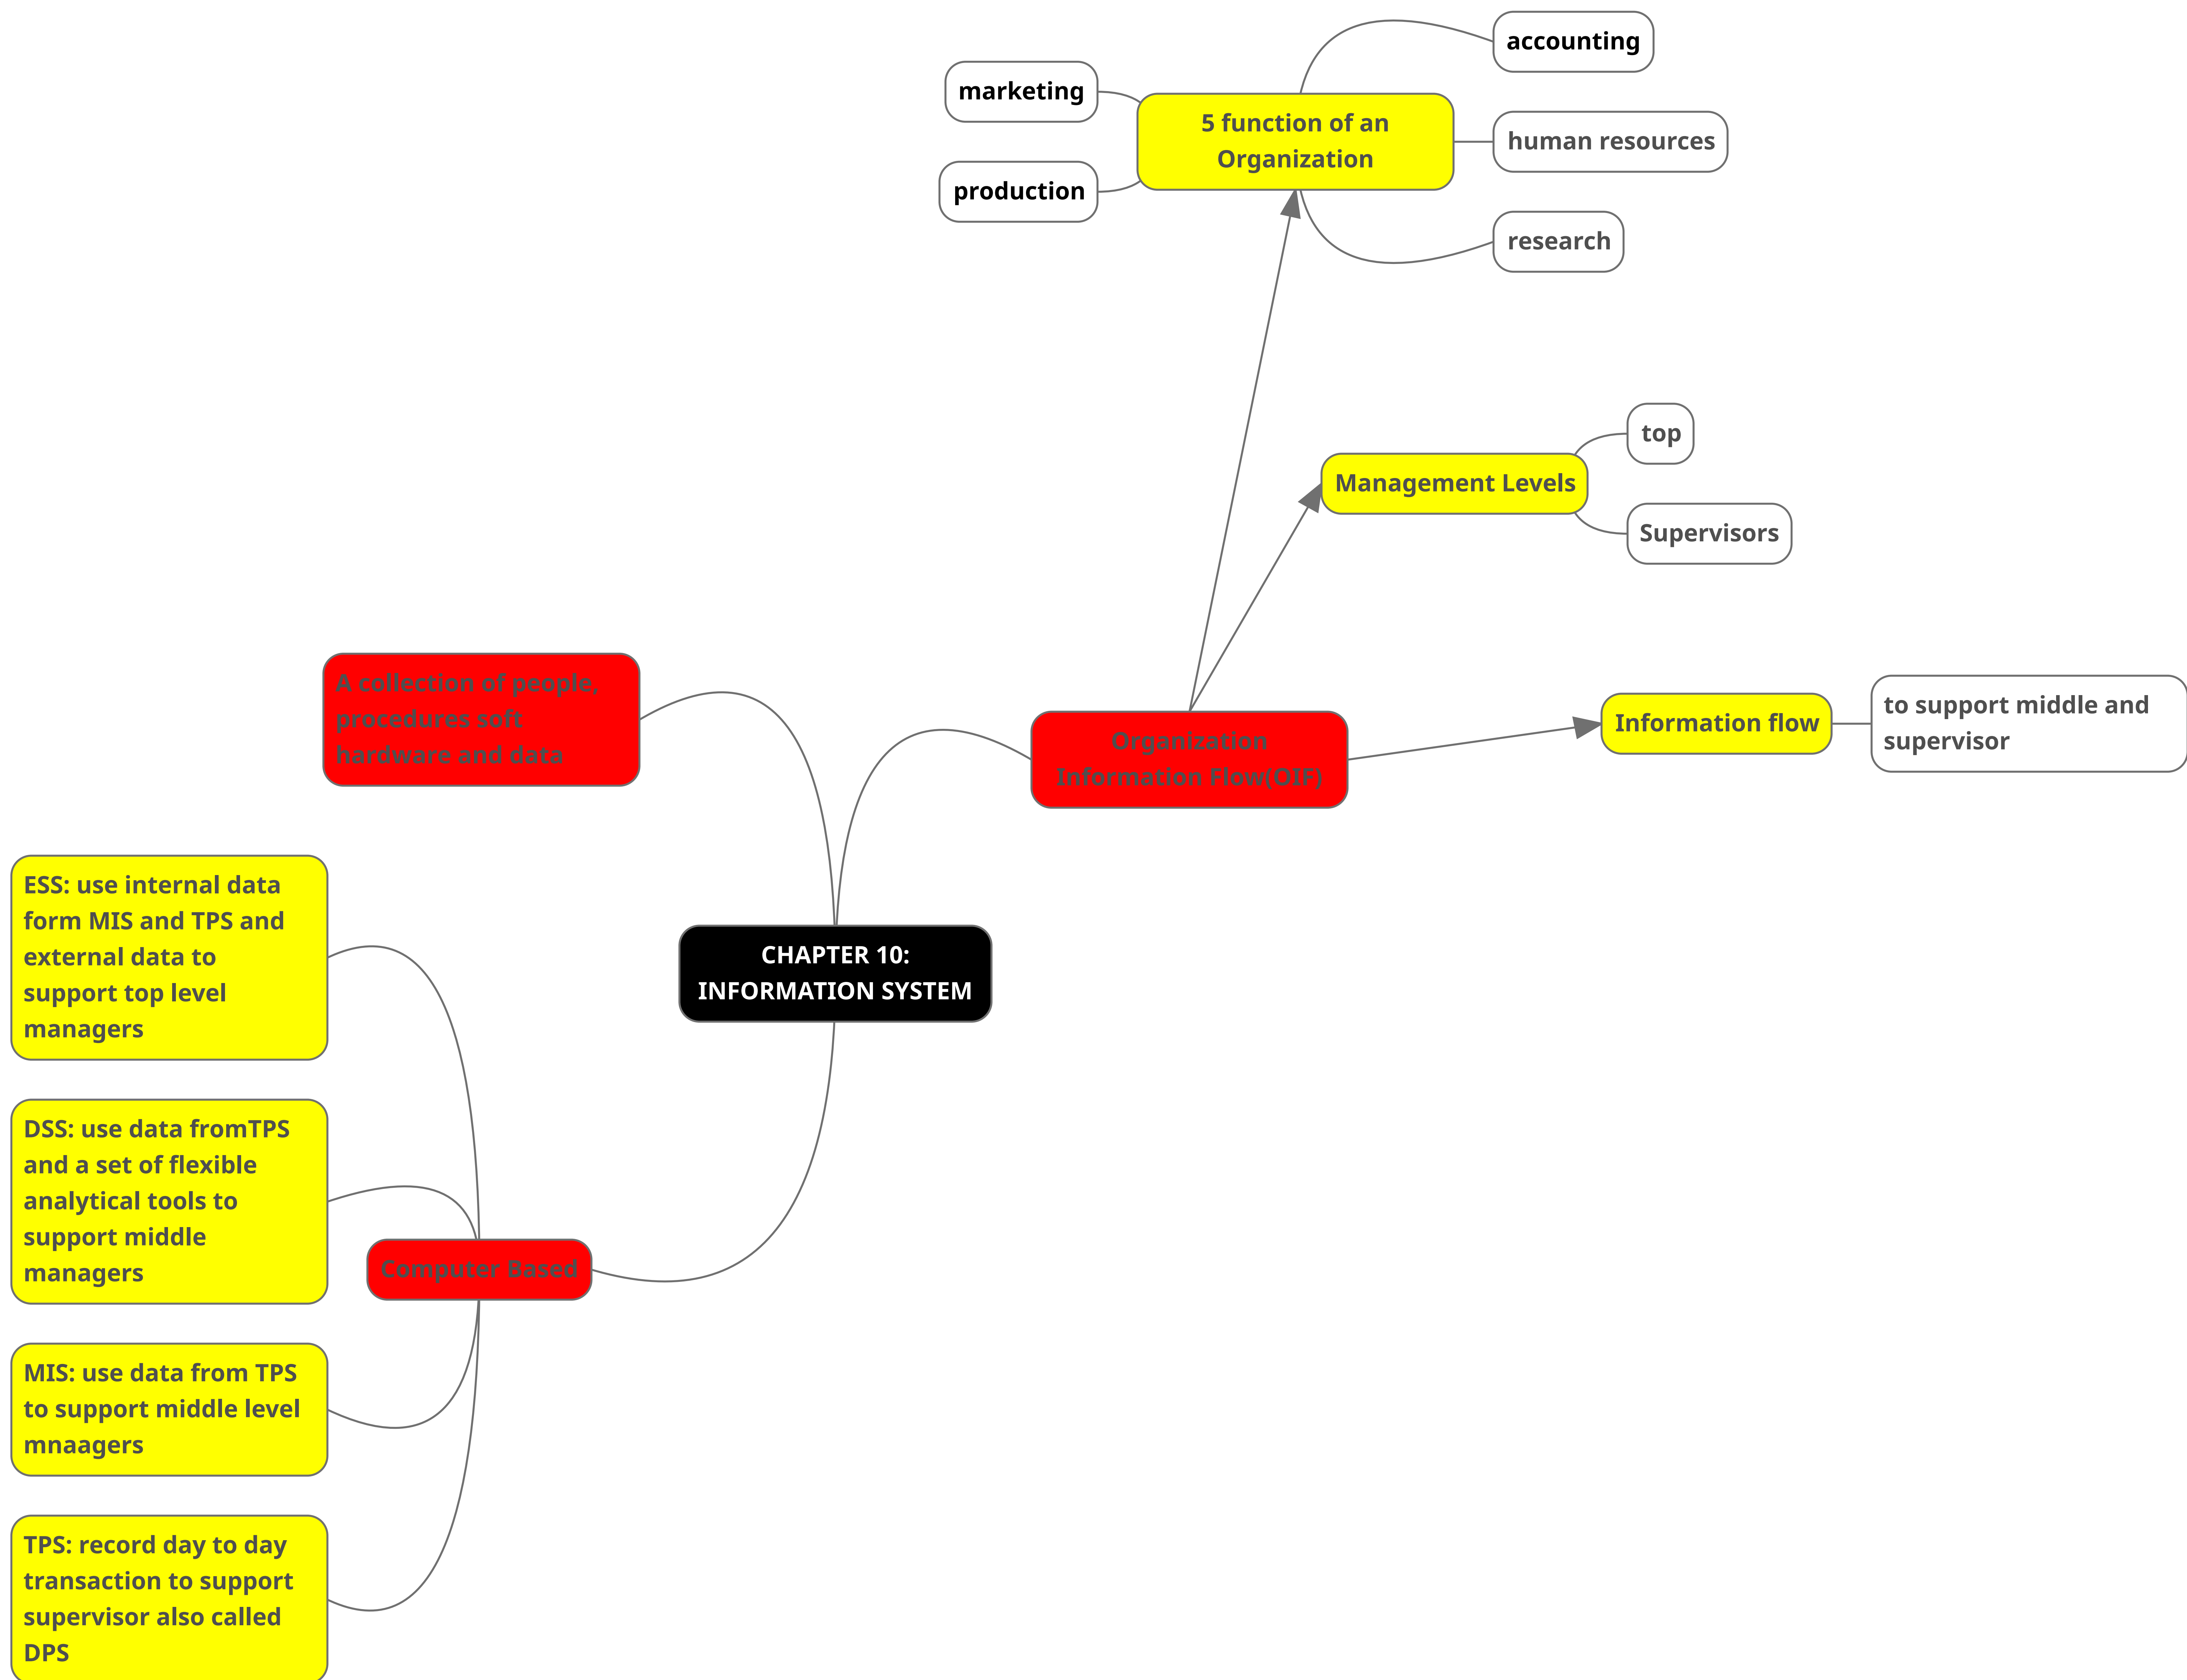 accounting
marketing
5 function of an
Organization
human resources
production
research
top
Management Levels
Supervisors
A collection of people,
procedures soft
hardware and data
Organization
Information Flow(OIF)
Information flow
to support middle and
supervisor
ESS: use internal data
form MIS and TPS and
external data to
support top level
managers
CHAPTER 10:
INFORMATION SYSTEM
DSS: use data fromTPS
and a set of flexible
analytical tools to
support middle
managers
Computer Based
MIS: use data from TPS
to support middle level
mnaagers
TPS: record day to day
transaction to support
supervisor also called
DPS